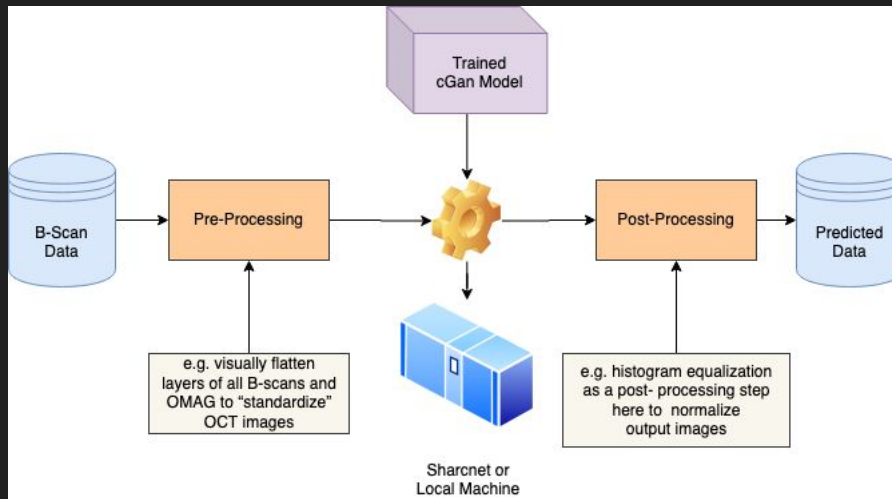 Trained
cGan Model
B-Scan
Data
Pre-Processing
Post-Processing
Predicted
Data
e.g. visually flatten
layers of all B-scans and
OMAG to “standardize”
OCT images
e.g. histogram equalization
as a post- processing step
here to normalize
output images
Sharcnet or
Local Machine